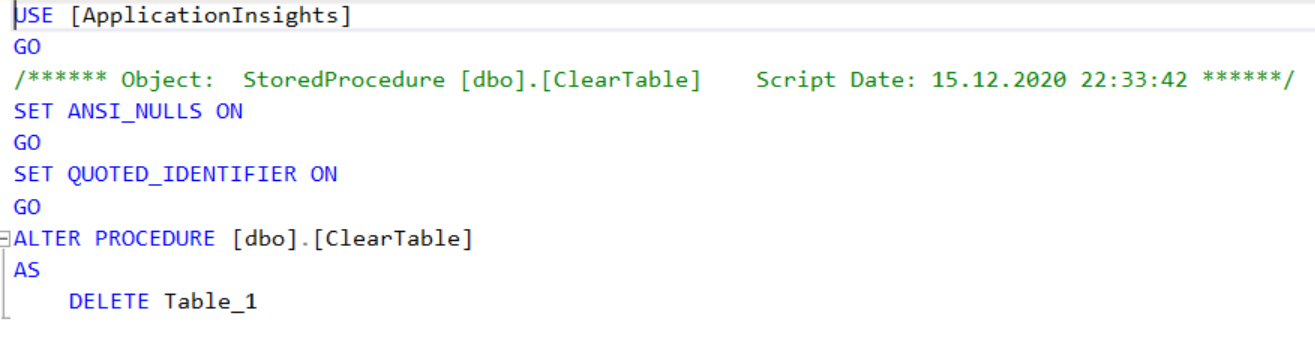 USE [ApplicationInsights]
GO
/****** Object:  StoredProcedure [dbo].[ClearTable]    Script Date: 15.12.2020 22:33:42 ******/
SET ANSI_NULLS ON
GO
SET QUOTED_IDENTIFIER ON
GO
ALTER PROCEDURE [dbo].[ClearTable]
AS
    DELETE Table_1